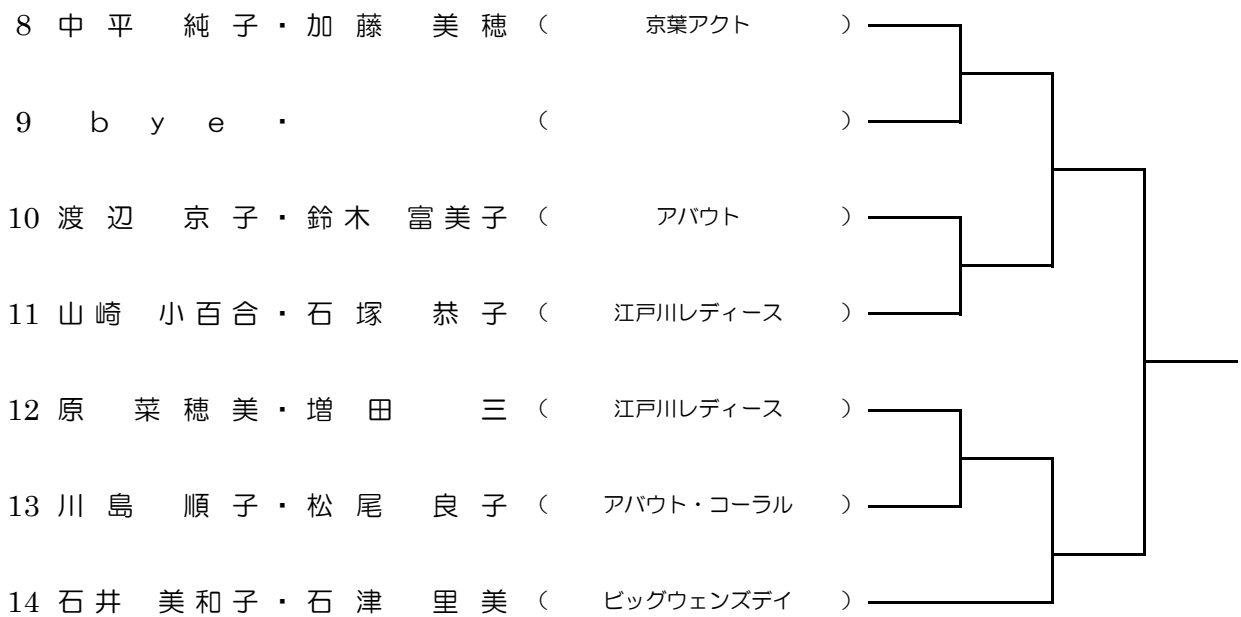 8 中平 純子・加藤 美穂 （ 京葉アクト ）
9 ｂｙｅ・ （ ）
10 渡辺 京子・鈴木 富美子 （ アバウト ）
11 山崎 小百合・石塚 恭子 （ 江戸川レディース ）
12 原 菜穂美・増田 三 （ 江戸川レディース ）
13 川島 順子・松尾 良子 （ アバウト・コーラル ）
14 石井 美和子・石津 里美 （ ビッグウェンズデイ ）